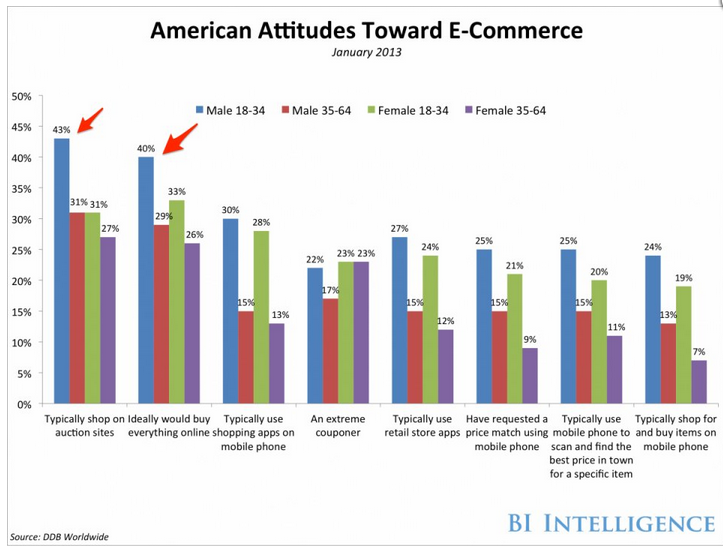 American Attitudes Toward E-Commerce
January 2013
50%
45%
40%
35%
30%
25%
20%
15%
10%
5%
0%
Male 18-34 Male 35-64 Female 18-34 Female 35-64
43% 31% 31% 27%
40% 29% 33% 26%
30% 15% 28% 13%
22% 17% 23% 23%
27% 15% 24% 12%
25% 15% 21% 9%
25% 15% 20% 11%
24% 13% 19% 7%
Typically shop on
auction sites
Ideally would buy
everything online
Typically use
shopping apps on
mobile phone
An extreme
couponer
Typically use
retail store apps
Have requested a
price match using
mobile phone
Typically use
mobile phone to
scan and find the
best price in town
for a specific item
Typically shop for
and buy items on
mobile phone
BI INTELLIGENCE
Source: DDB Worldwide